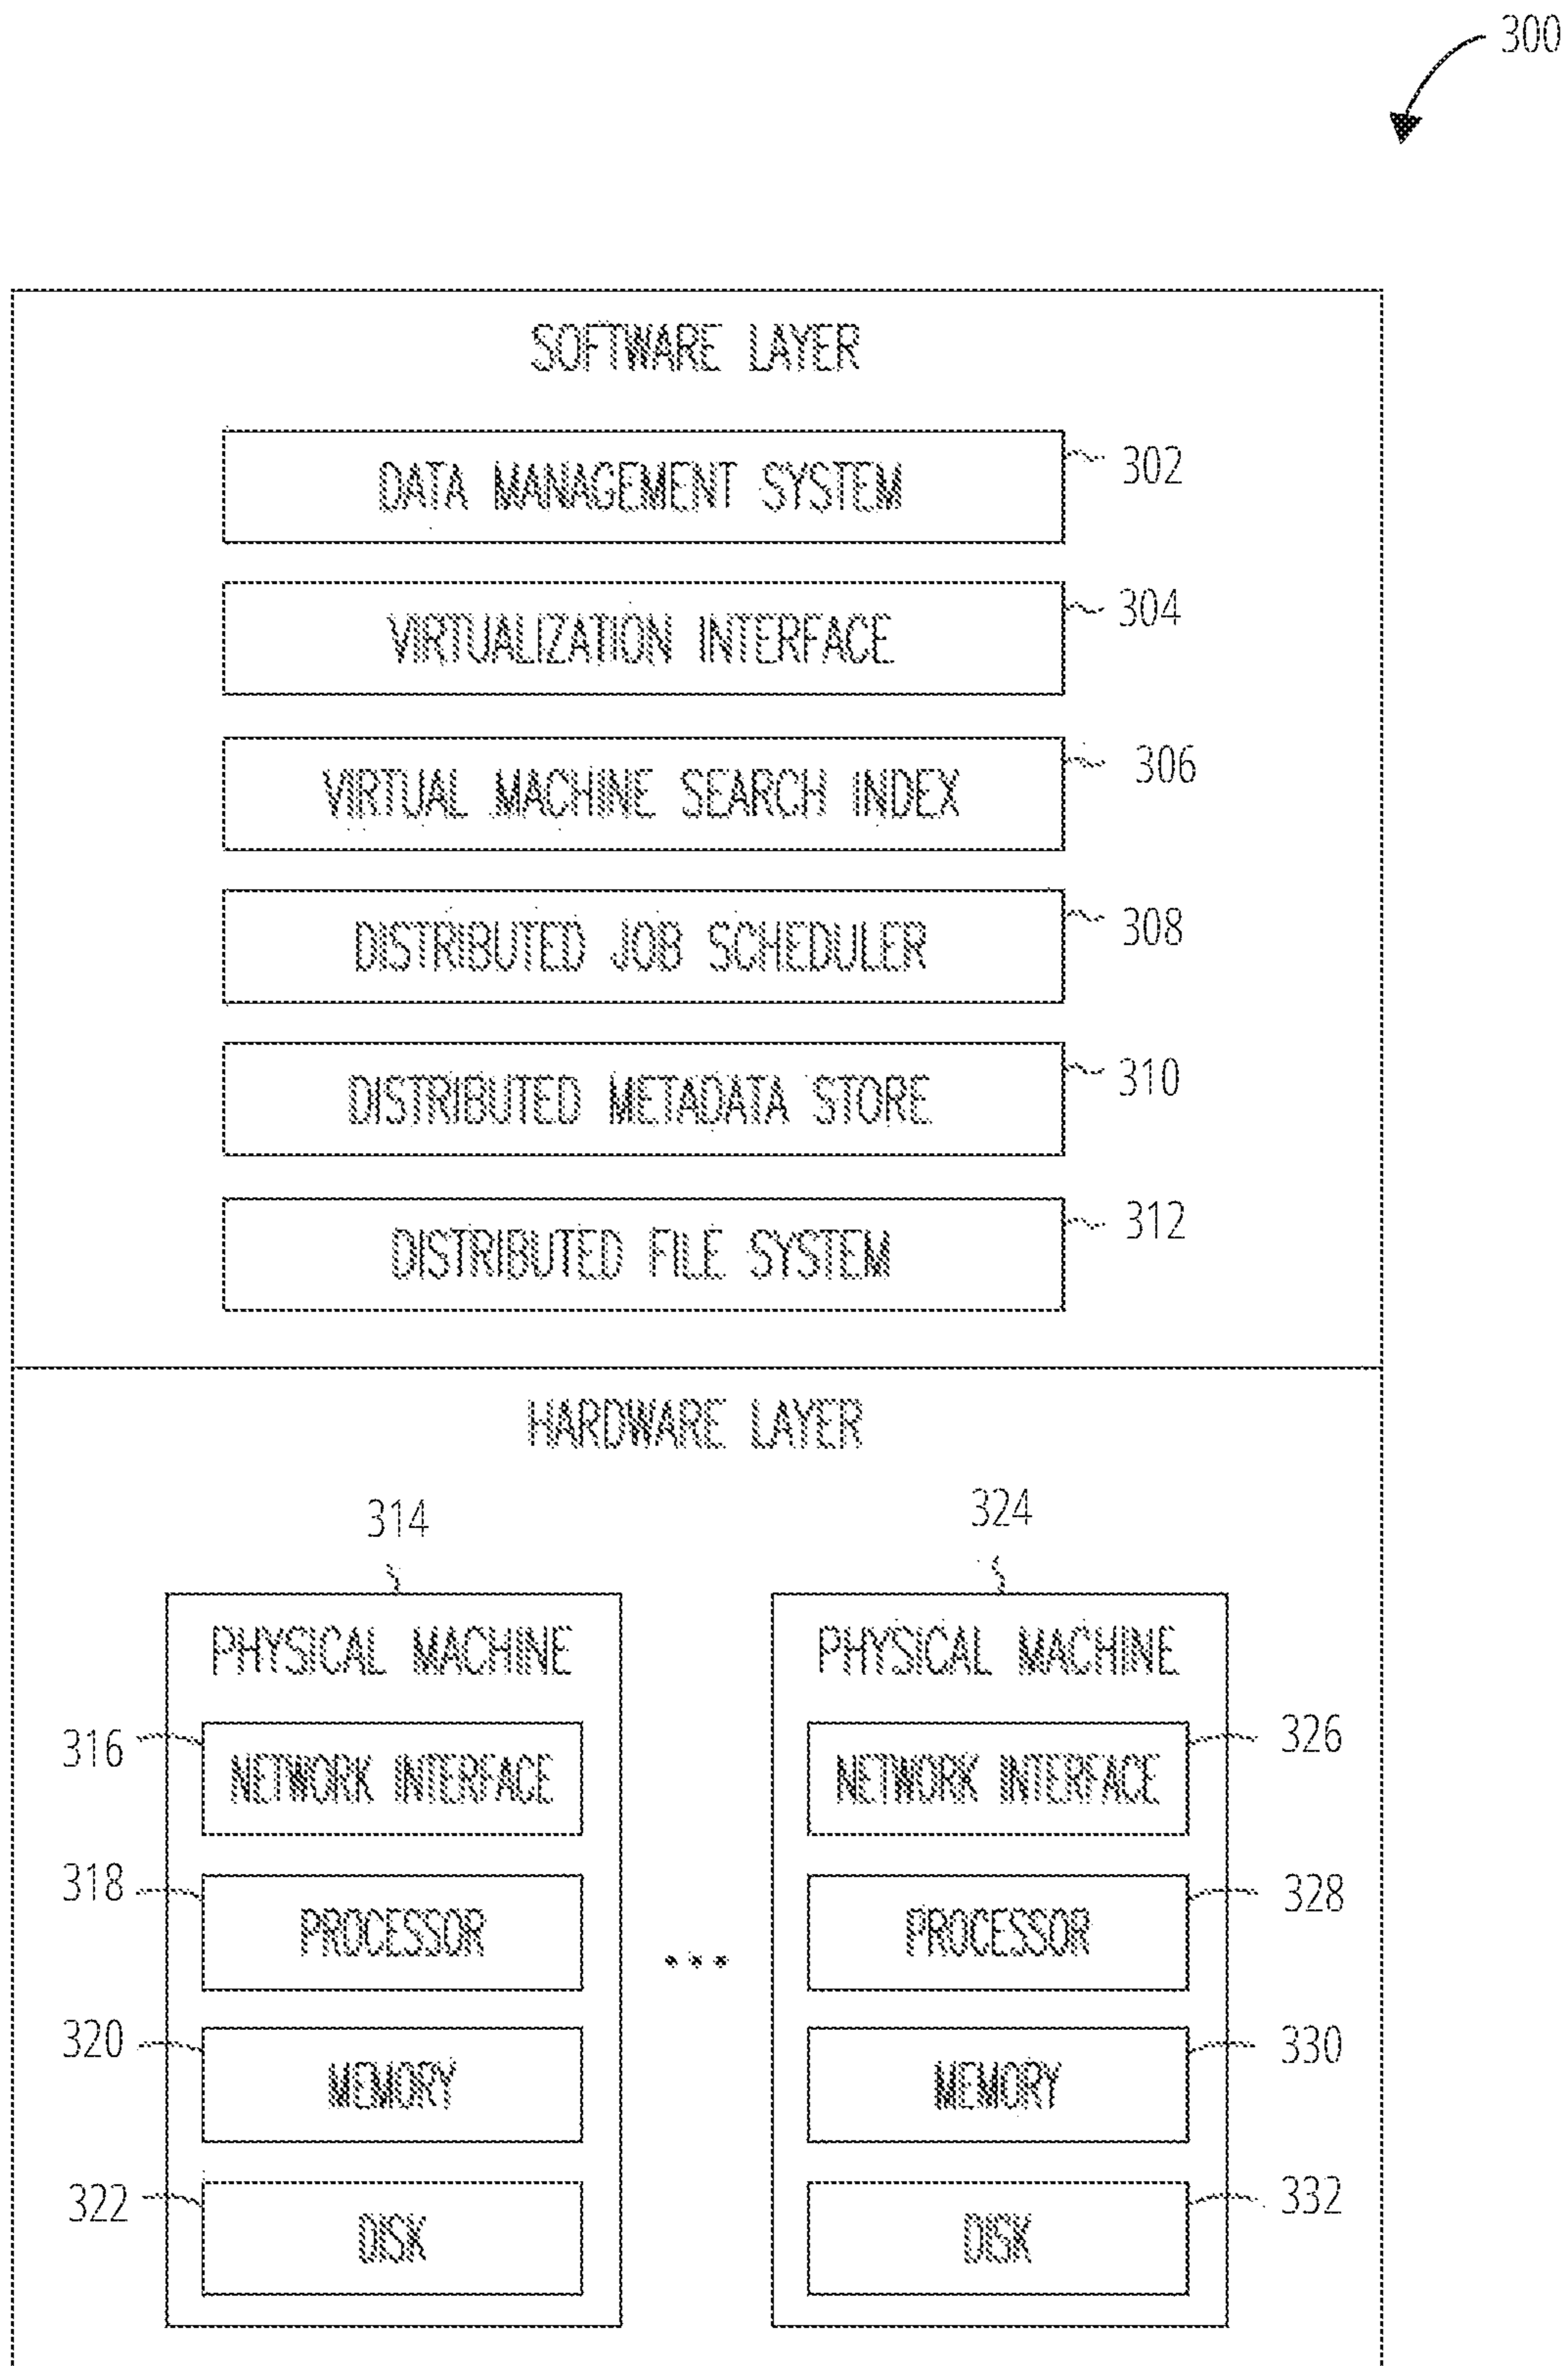 300
SOFTWARE LAYER
DATA MANAGEMENT SYSTEM
302
VIRTUALIZATION INTERFACE
304
VIRTUAL MACHINE SEARCH INDEX
306
DISTRIBUTED JOB SCHEDULER
308
DISTRIBUTED METADATA STORE
310
DISTRIBUTED FILE SYSTEM
312
HARDWARE LAYER
314
PHYSICAL MACHINE
316
NETWORK INTERFACE
318
PROCESSOR
320
MEMORY
322
DISK
...
324
PHYSICAL MACHINE
NETWORK INTERFACE
326
PROCESSOR
328
MEMORY
330
DISK
332